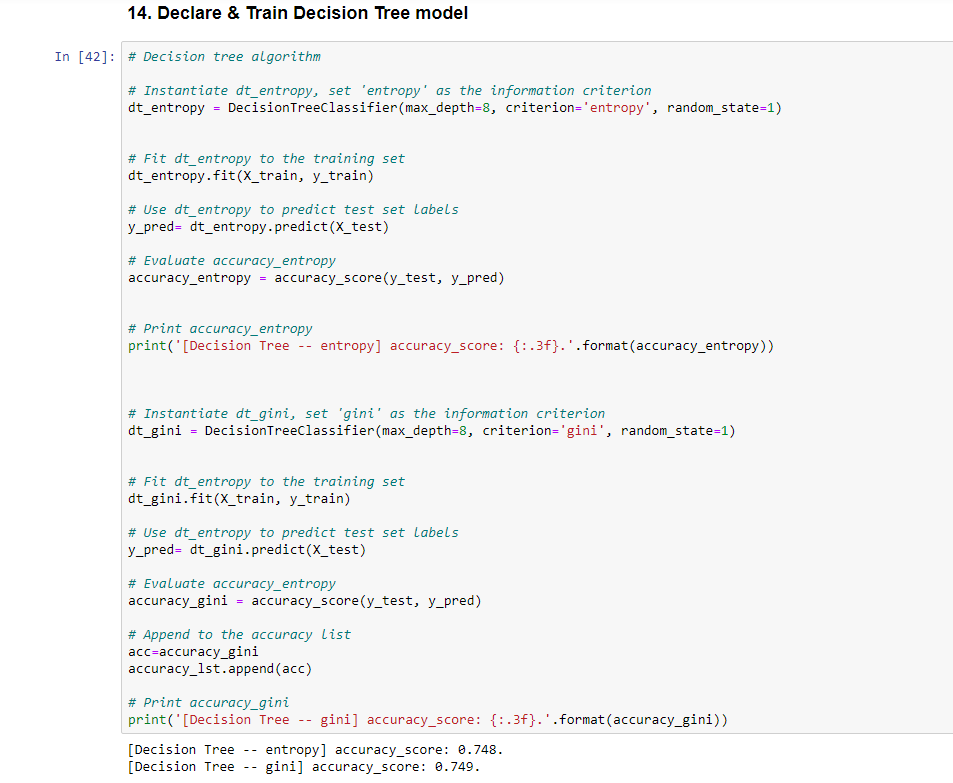 14. Declare & Train Decision Tree model
In [42]:
# Decision tree algorithm
# Instantiate dt_entropy, set 'entropy' as the information criterion
dt_entropy = DecisionTreeClassifier(max_depth=8, criterion='entropy', random_state=1)
# Fit dt_entropy to the training set
dt_entropy.fit(X_train, y_train)
# Use dt_entropy to predict test set labels
y_pred= dt_entropy.predict(X_test)
# Evaluate accuracy_entropy
accuracy_entropy = accuracy_score(y_test, y_pred)
# Print accuracy_entropy
print('[Decision Tree -- entropy] accuracy_score: {:.3f}.'.format(accuracy_entropy))
# Instantiate dt_gini, set 'gini' as the information criterion
dt_gini = DecisionTreeClassifier(max_depth=8, criterion='gini', random_state=1)
# Fit dt_entropy to the training set
dt_gini.fit(X_train, y_train)
# Use dt_entropy to predict test set labels
y_pred= dt_gini.predict(X_test)
# Evaluate accuracy_entropy
accuracy_gini = accuracy_score(y_test, y_pred)
# Append to the accuracy list
acc=accuracy_gini
accuracy_lst.append(acc)
# Print accuracy_gini
print('[Decision Tree -- gini] accuracy_score: {:.3f}.'.format(accuracy_gini))
[Decision Tree -- entropy] accuracy_score: 0.748.
[Decision Tree -- gini] accuracy_score: 0.749.